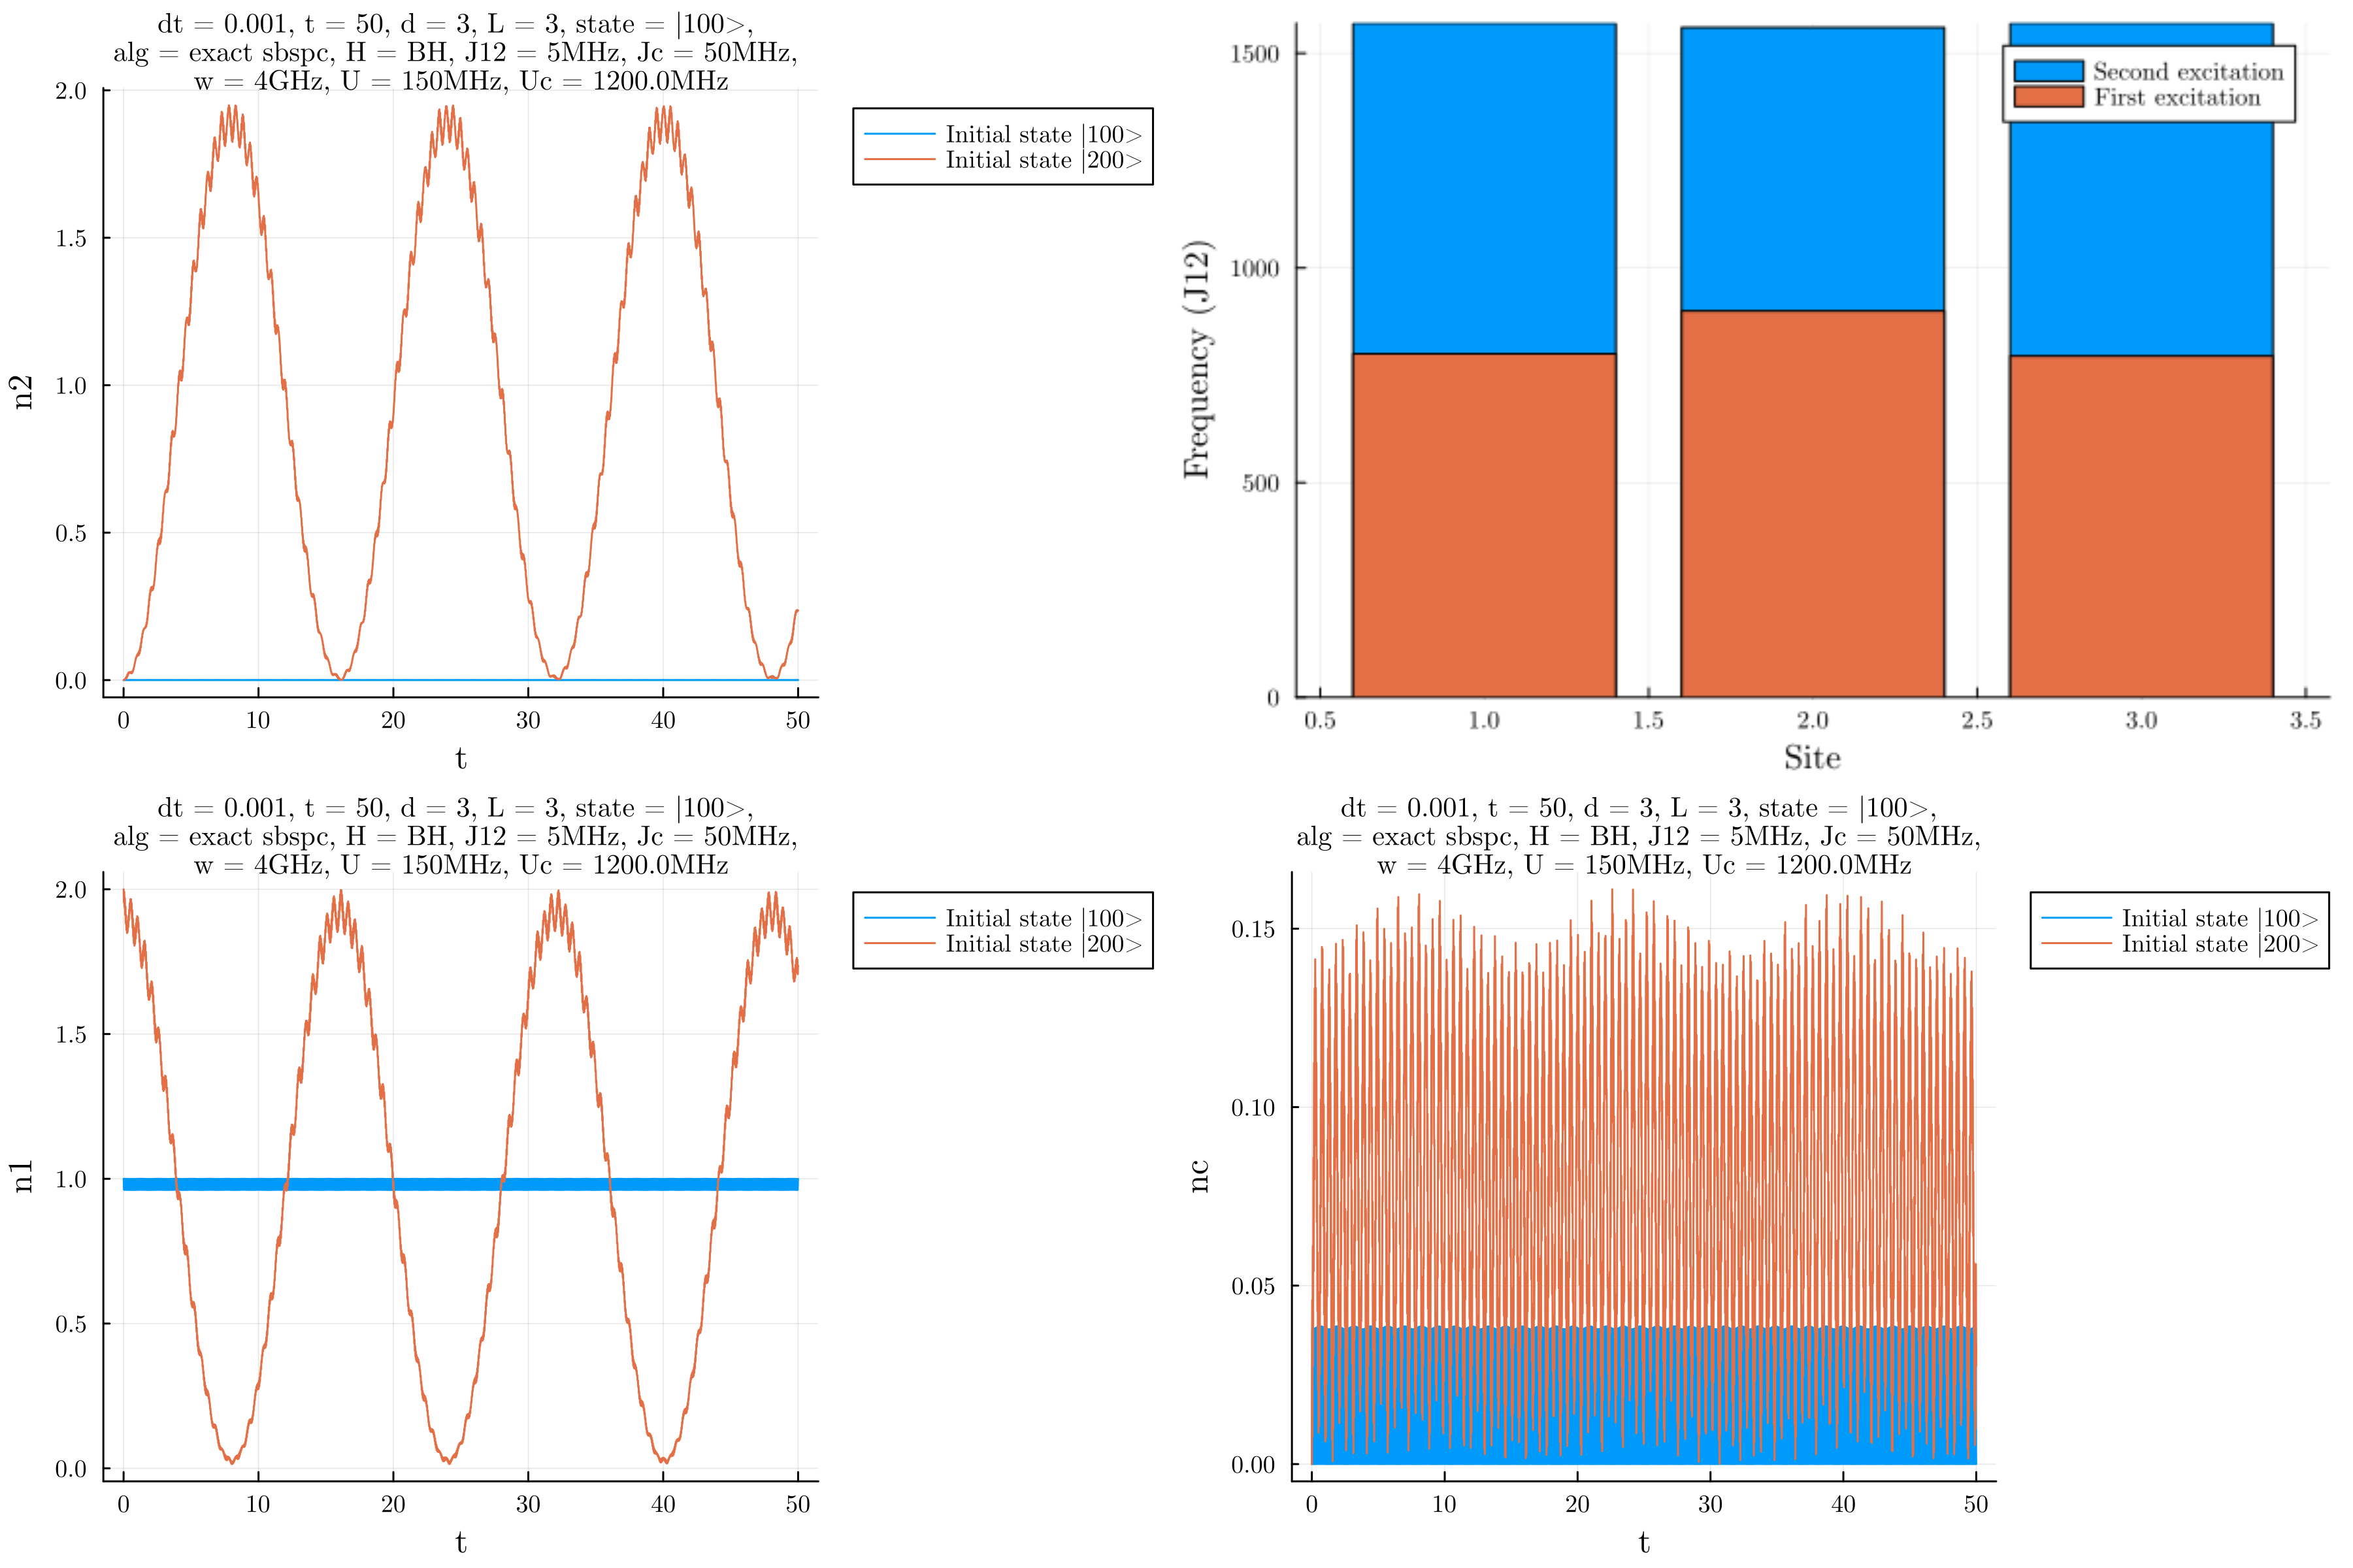 dt = 0.001, t = 50, d = 3, L = 3, state = |100>,
alg = exact sbspc, H = BH, J12 = 5MHz, Jc = 50MHz,
w = 4GHz, U = 150MHz, Uc = 1200.0MHz
2.0
1.5
1.0
0.5
0.0
n2
0 10 20 30 40 50
t
Initial state |100>
Initial state |200>
1500
1000
500
0
Frequency (J12)
0.5 1.0 1.5 2.0 2.5 3.0 3.5
Site
Second excitation
First excitation
dt = 0.001, t = 50, d = 3, L = 3, state = |100>,
alg = exact sbspc, H = BH, J12 = 5MHz, Jc = 50MHz,
w = 4GHz, U = 150MHz, Uc = 1200.0MHz
2.0
1.5
1.0
0.5
0.0
n1
0 10 20 30 40 50
t
Initial state |100>
Initial state |200>
dt = 0.001, t = 50, d = 3, L = 3, state = |100>,
alg = exact sbspc, H = BH, J12 = 5MHz, Jc = 50MHz,
w = 4GHz, U = 150MHz, Uc = 1200.0MHz
0.15
0.10
0.05
0.00
nc
0 10 20 30 40 50
t
Initial state |100>
Initial state |200>